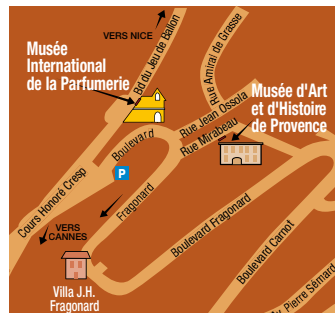 VERS NICE
Bd du Jeu de Ballon
Rue Amiral de Grasse
Musée
International
de la Parfumerie
Musée d'Art
et d'Histoire
de Provence
Rue Jean Ossola
Rue Mirabeau
Boulevard
Fragonard
P
Cours Honoré Cresp
VERS
CANNES
Villa J.H.
Fragonard
Boulevard Fragonard
Boulevard Carnot
Pierre Sémard